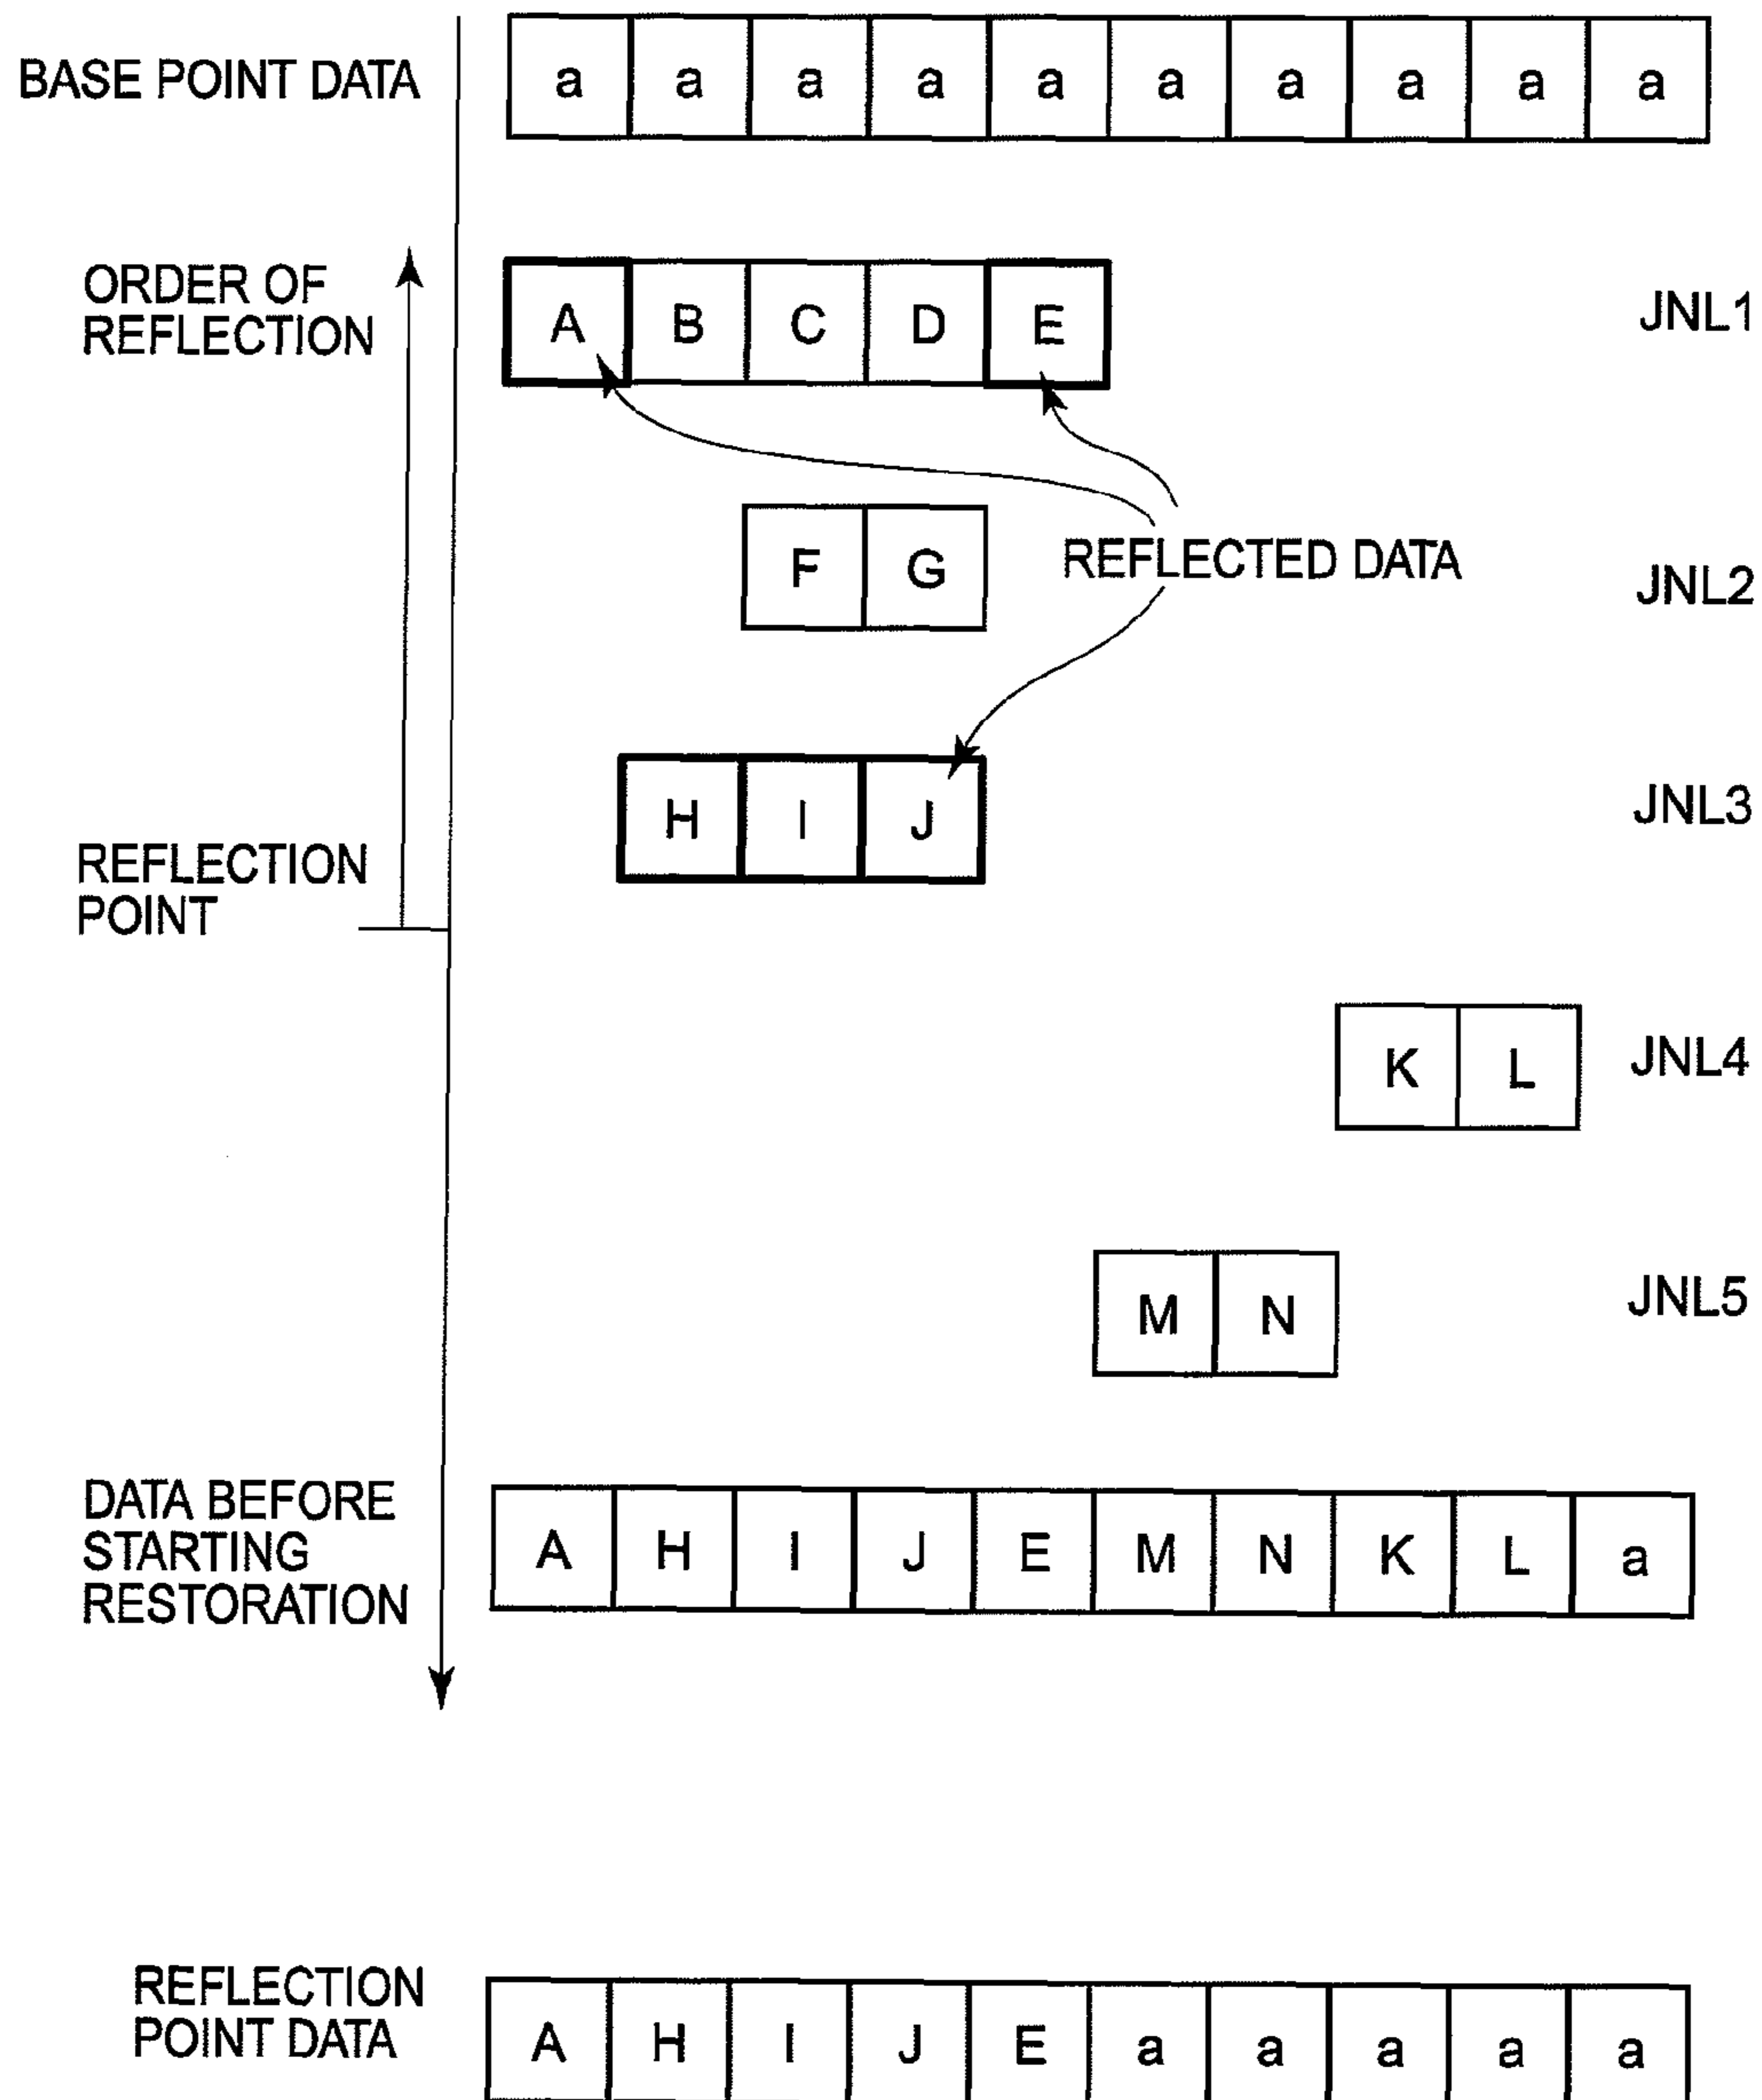 BASE POINT DATA
a a a a a a a a a a
ORDER OF
REFLECTION
A B C D E
JNL1
F G
REFLECTED DATA
JNL2
H I J
JNL3
REFLECTION
POINT
K L
JNL4
M N
JNL5
DATA BEFORE
STARTING
RESTORATION
A H I J E M N K L a
REFLECTION
POINT DATA
A H I J E a a a a a